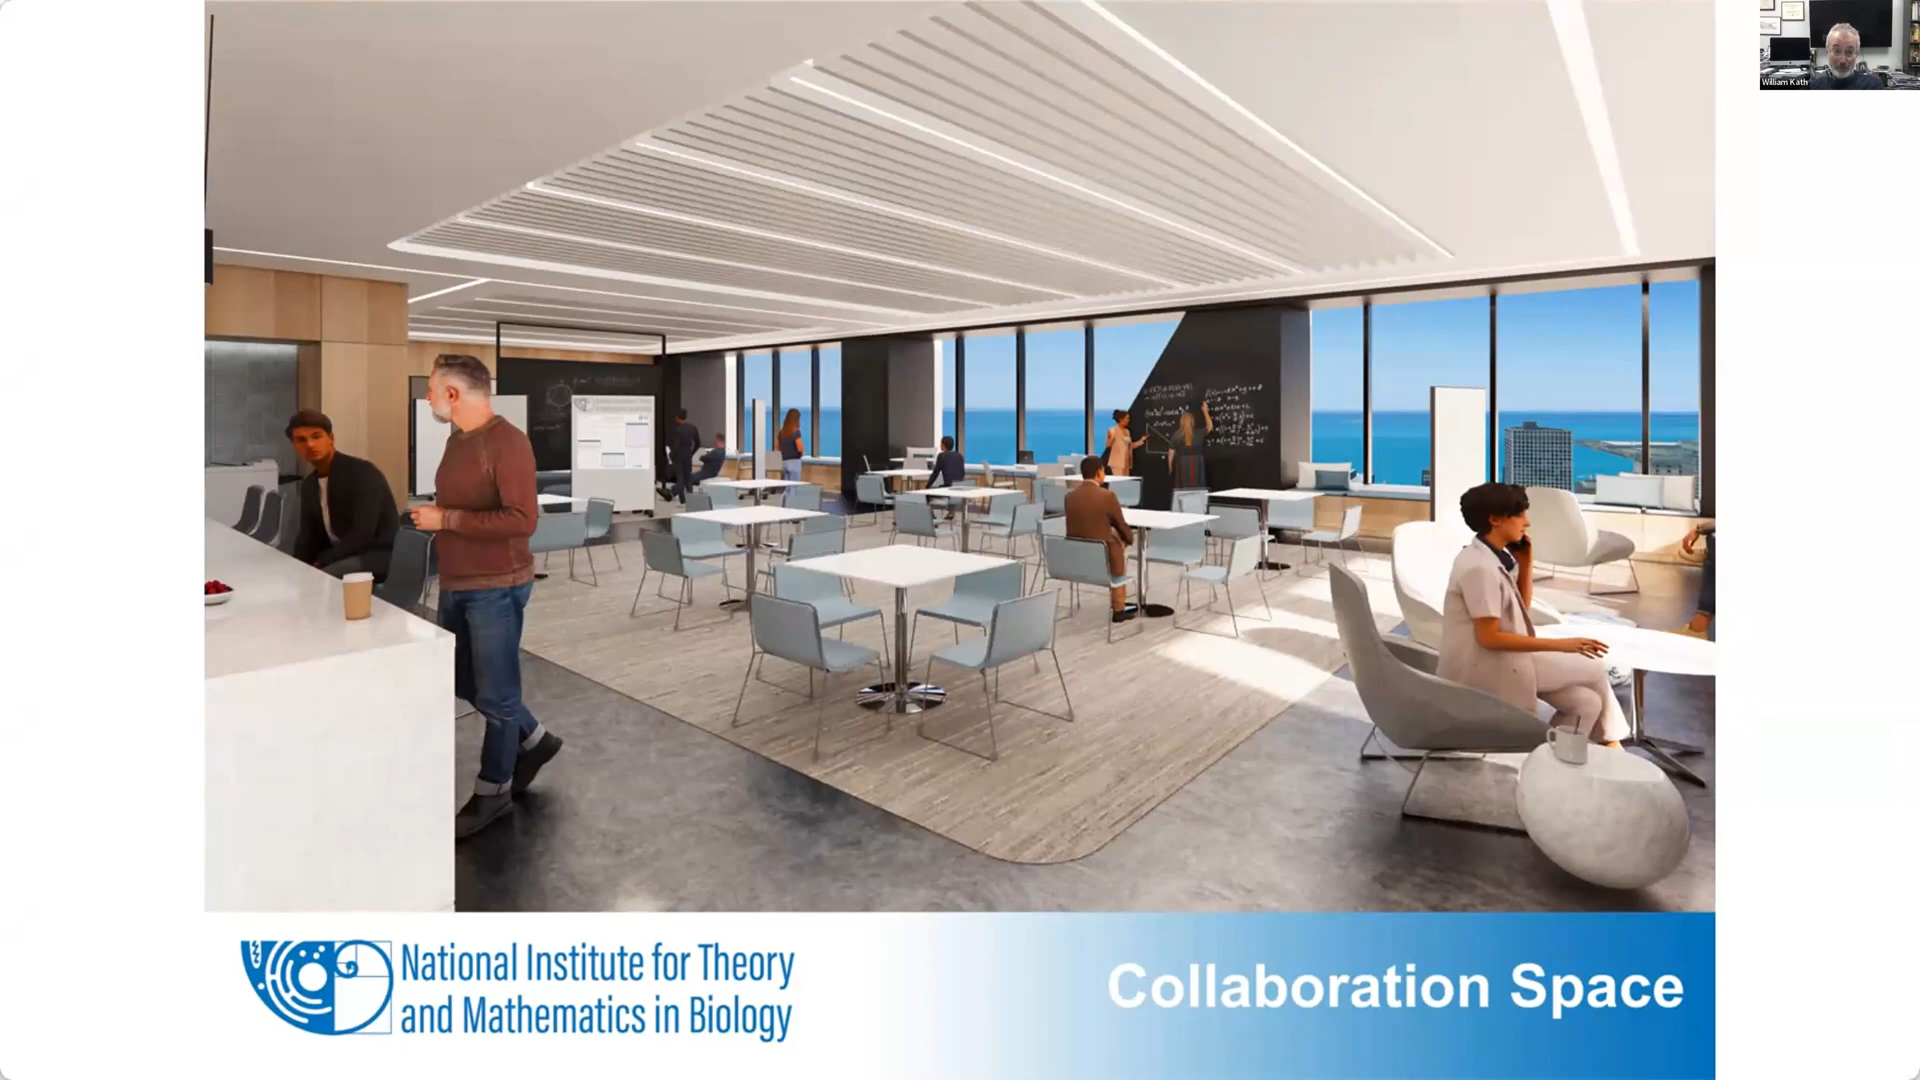 William Kath
National Institute for Theory
and Mathematics in Biology
Collaboration Space